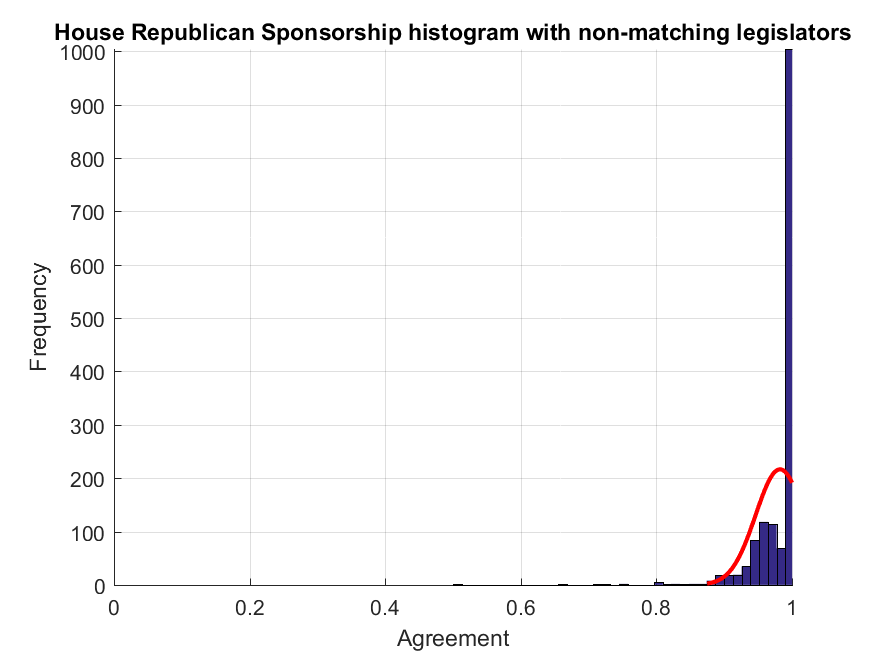 House Republican Sponsorship histogram with non-matching legislators
1000
900
800
700
600
500
400
300
200
100
0
Frequency
0 0.2 0.4 0.6 0.8 1
Agreement